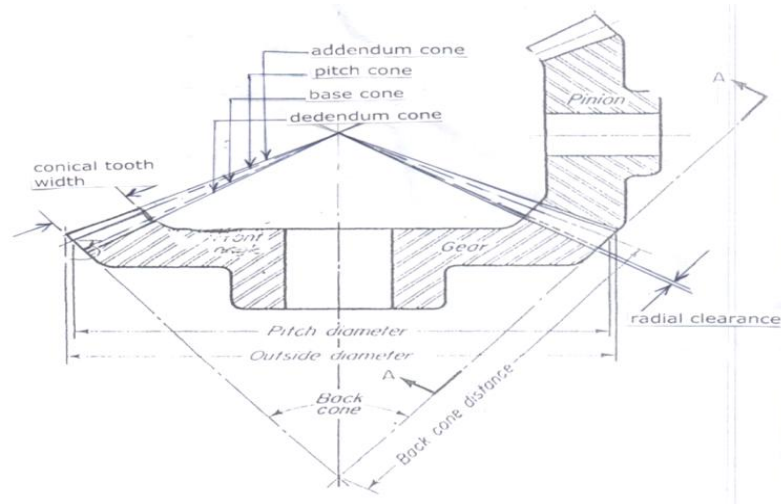 addendum cone
pitch cone
base cone
dedendum cone
Pinion
A
conical tooth
width
Front
Gear
radial clearance
Pitch diameter
Outside diameter
A
Back
cone
Back cone distance